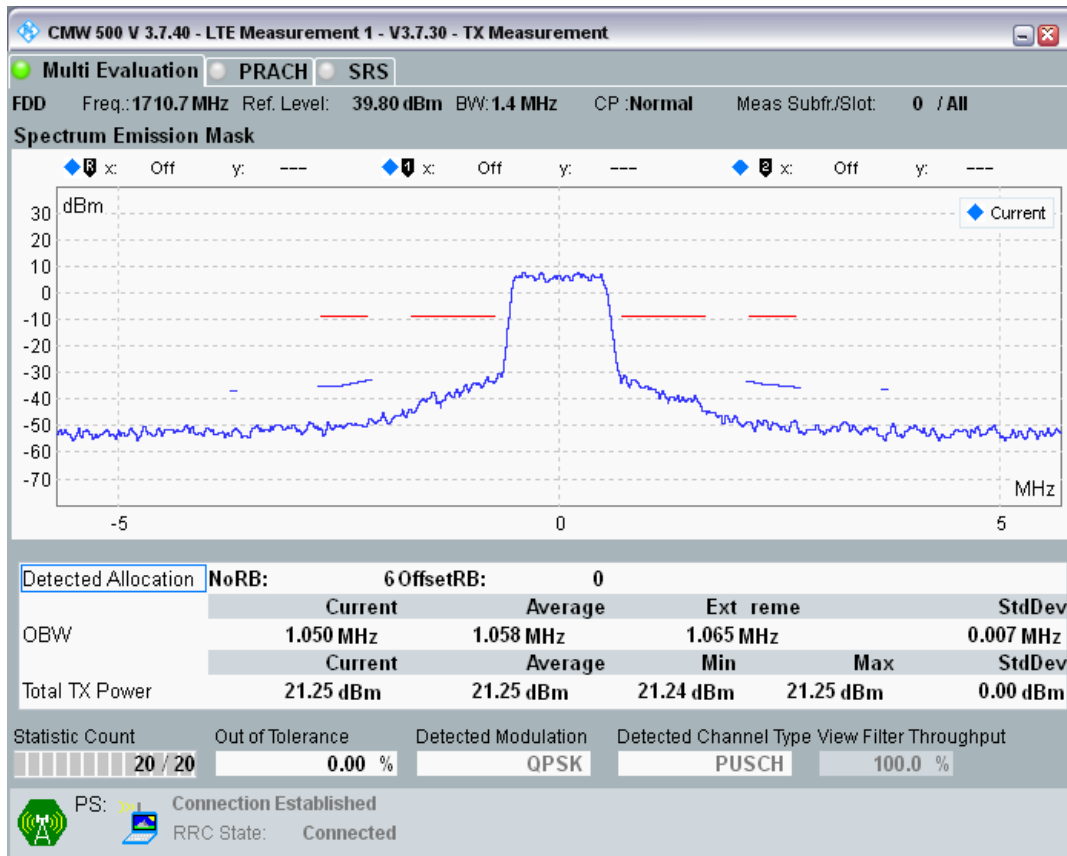 CMW 500 V 3.7.40 - LTE Measurement 1 - V3.7.30 - TX Measurement
Multi Evaluation PRACH SRS
FDD Freq.: 1710.7 MHz Ref. Level: 39.80 dBm BW: 1.4 MHz CP : Normal Meas Subfr./Slot: 0 / All
Spectrum Emission Mask
R x: Off y: --- 1 x: Off y: --- 2 x: Off y: ---
dBm
Current
30
20
10
0
-10
-20
-30
-40
-50
-60
-70
MHz
-5 0 5
Detected Allocation NoRB: 6 OffsetRB: 0
Current Average Ext reme StdDev
OBW 1.050 MHz 1.058 MHz 1.065 MHz 0.007 MHz
Current Average Min Max StdDev
Total TX Power 21.25 dBm 21.25 dBm 21.24 dBm 21.25 dBm 0.00 dBm
Statistic Count Out of Tolerance Detected Modulation Detected Channel Type View Filter Throughput
20 / 20 0.00 % QPSK PUSCH 100.0 %
PS: Connection Established
RRC State: Connected